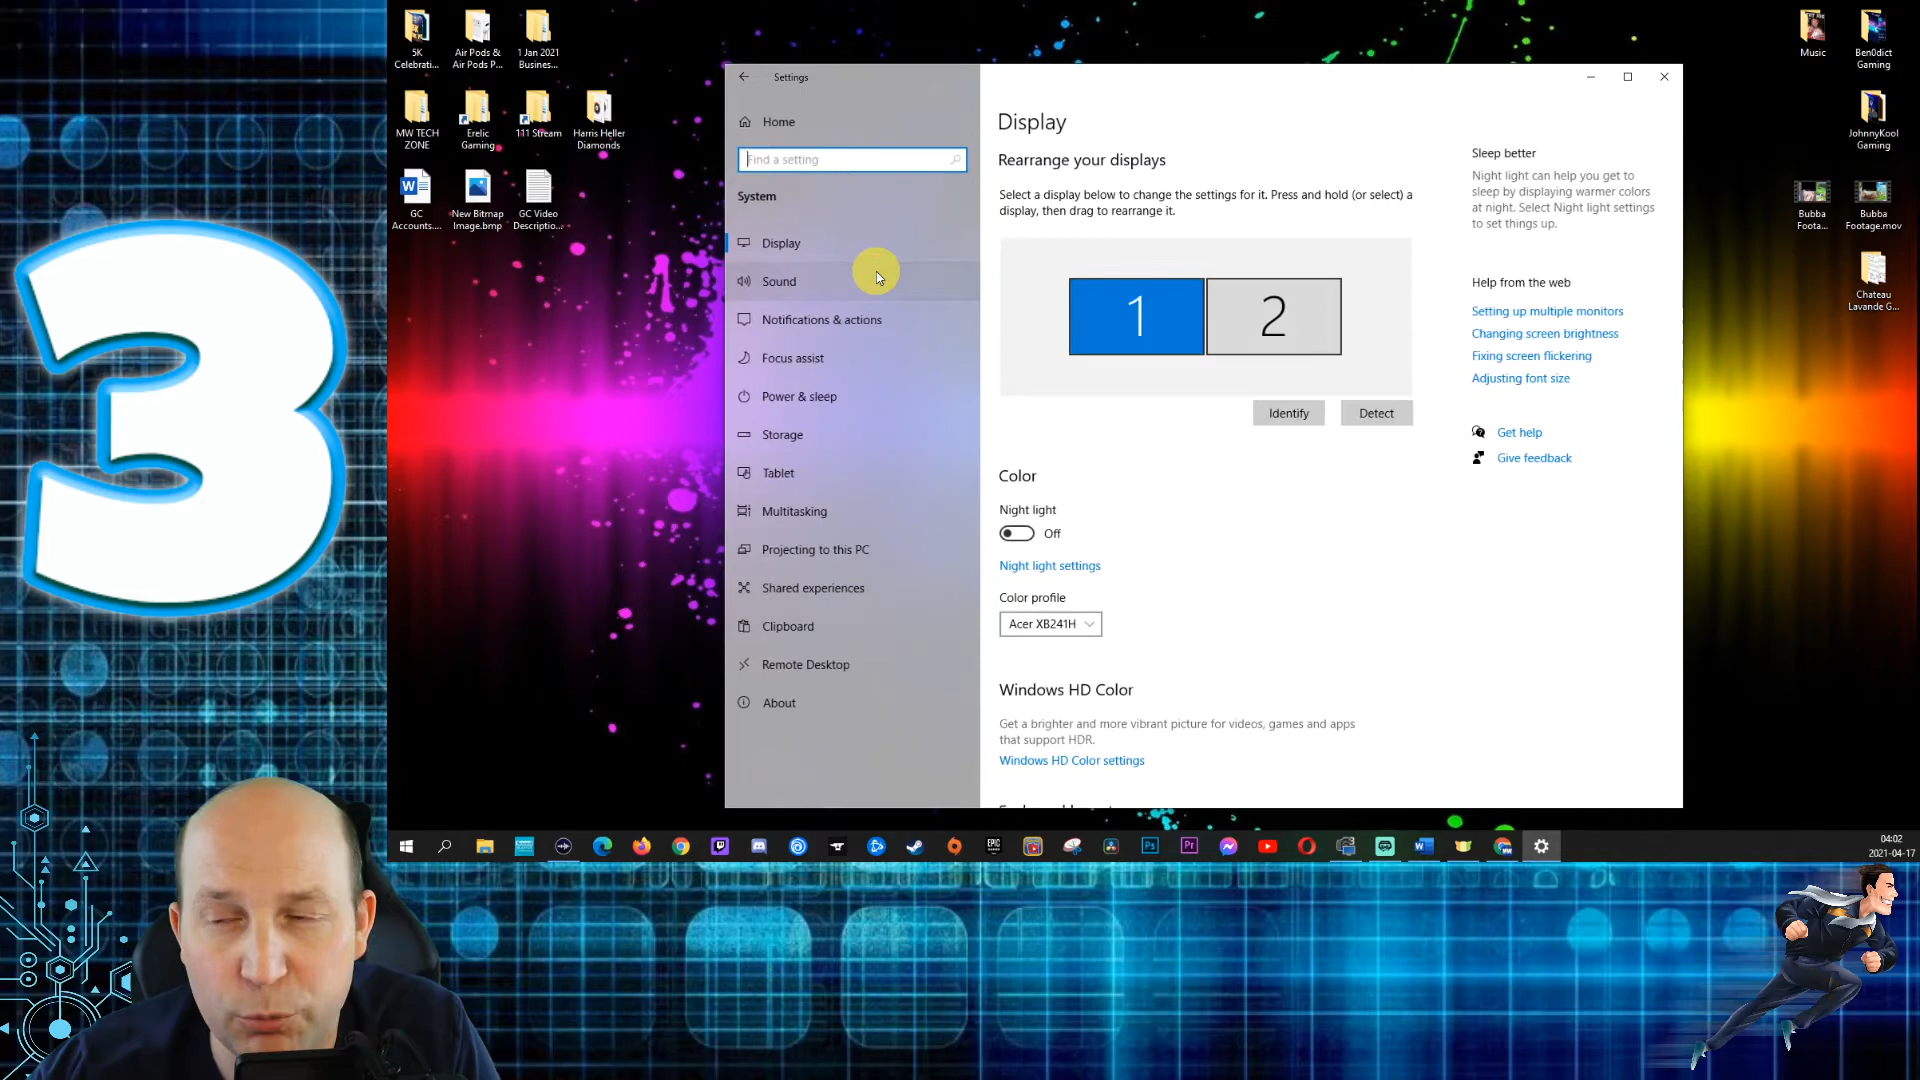 3
5K
Celebrati...
Air Pods &
Air Pods P...
1 Jan 2021
Busines...
MW TECH
ZONE
Erelic
Gaming
111 Stream
Harris Heller
Diamonds
GC
Accounts....
New Bitmap
Image.bmp
GC Video
Descriptio...
Settings
Home
Find a setting
System
Display
Sound
Notifications & actions
Focus assist
Power & sleep
Storage
Tablet
Multitasking
Projecting to this PC
Shared experiences
Clipboard
Remote Desktop
About
Display
Rearrange your displays
Select a display below to change the settings for it. Press and hold (or select) a
display, then drag to rearrange it.
1
2
Identify
Detect
Color
Night light
Off
Night light settings
Color profile
Acer XB241H
Windows HD Color
Get a brighter and more vibrant picture for videos, games and apps
that support HDR.
Windows HD Color settings
Sleep better
Night light can help you get to
sleep by displaying warmer colors
at night. Select Night light settings
to set things up.
Help from the web
Setting up multiple monitors
Changing screen brightness
Fixing screen flickering
Adjusting font size
Get help
Give feedback
Music
Ben0dict
Gaming
JohnnyKool
Gaming
Bubba
Foota...
Bubba
Footage.mov
Chateau
Lavande G...
EPIC
Ps
Pr
04:02
2021-04-17